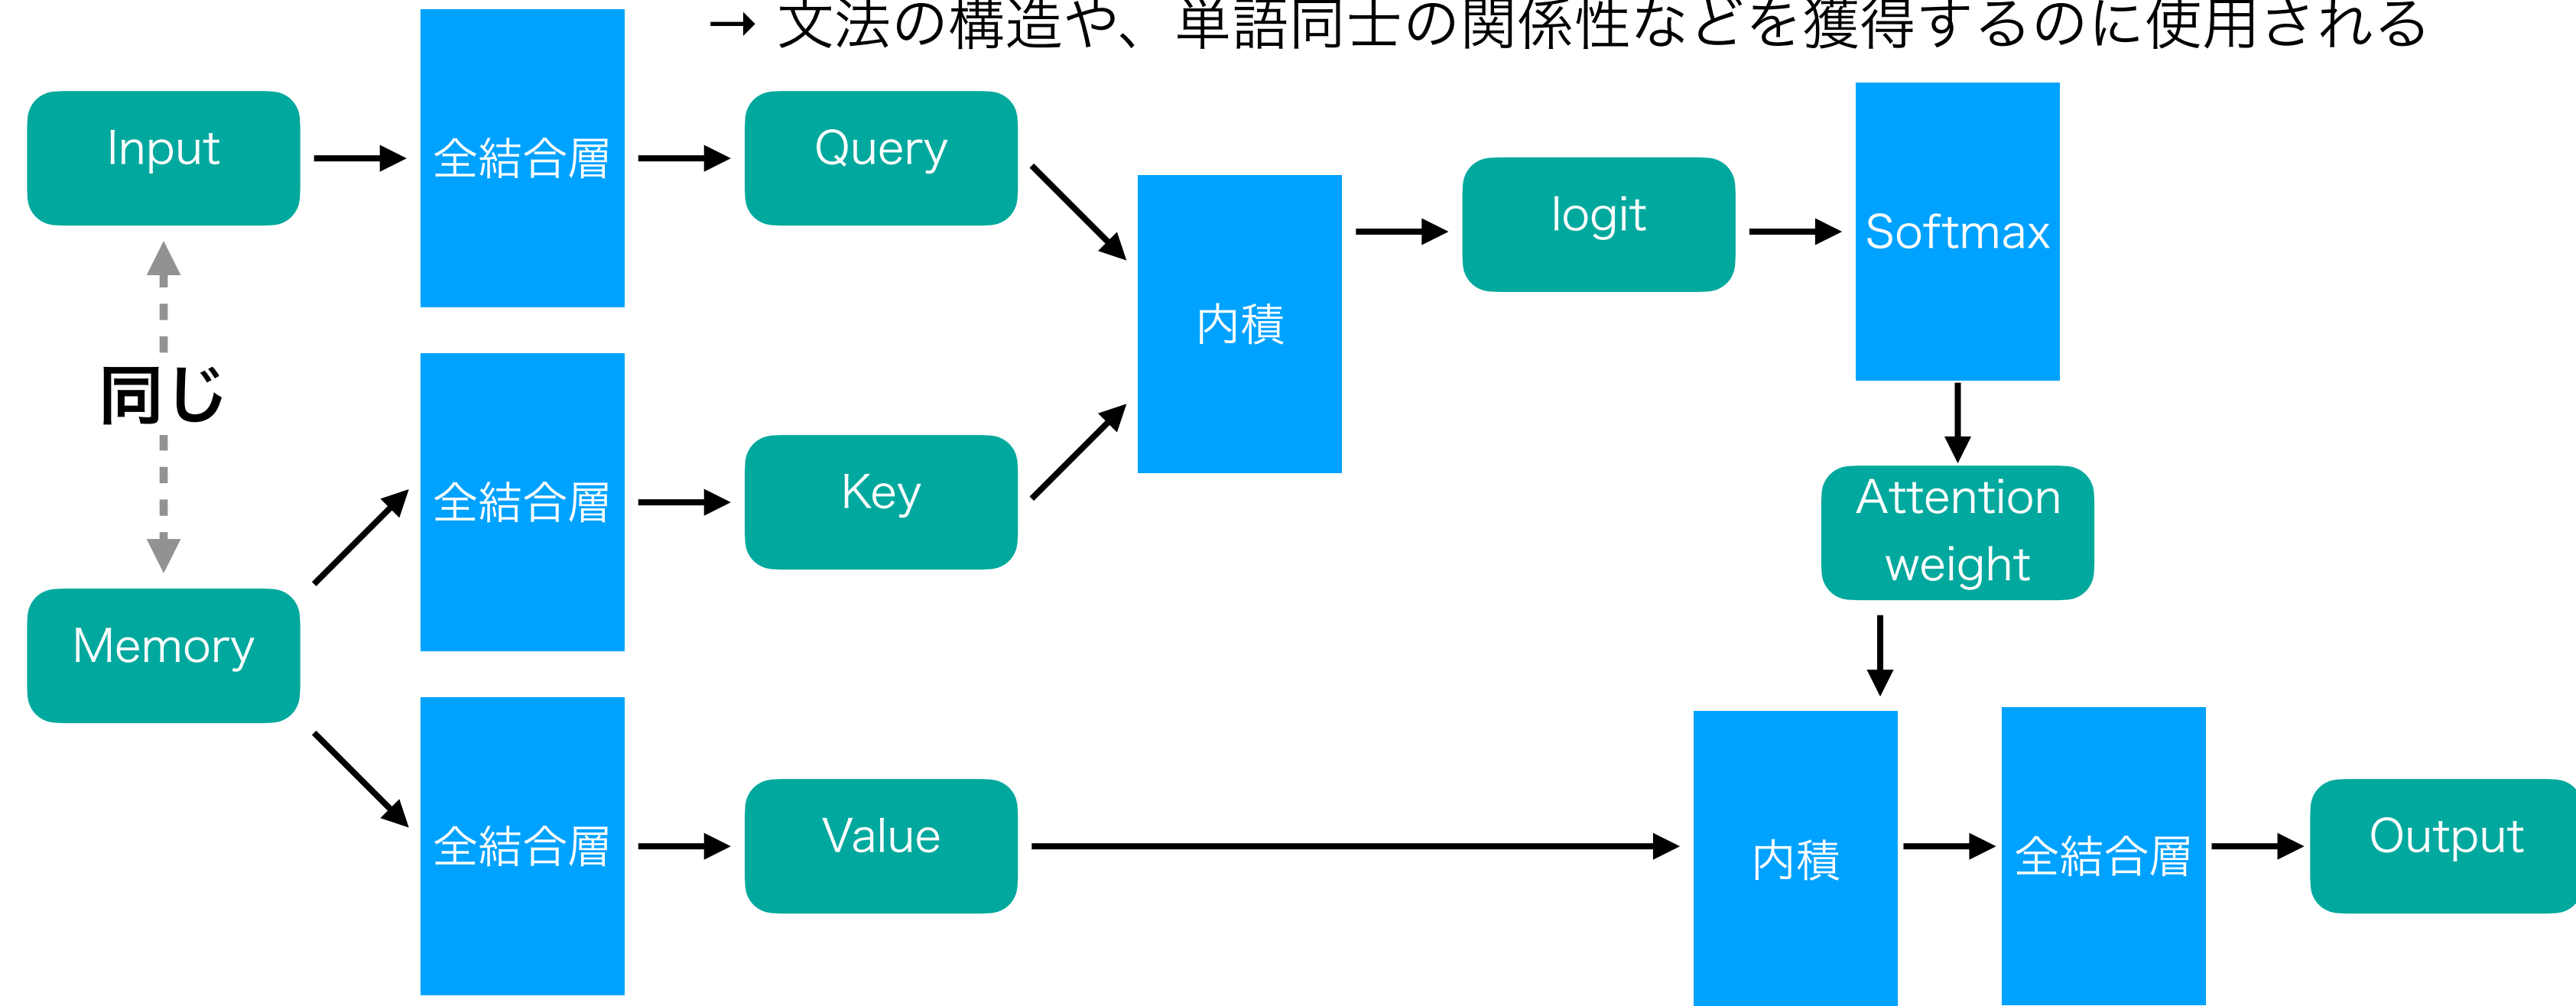 → 文法の構造や、単語同士の関係性などを獲得するのに使用される
Input
全結合層
Query
logit
Softmax
内積
同じ
全結合層
Key
Attention
weight
Memory
全結合層
Value
内積
全結合層
Output